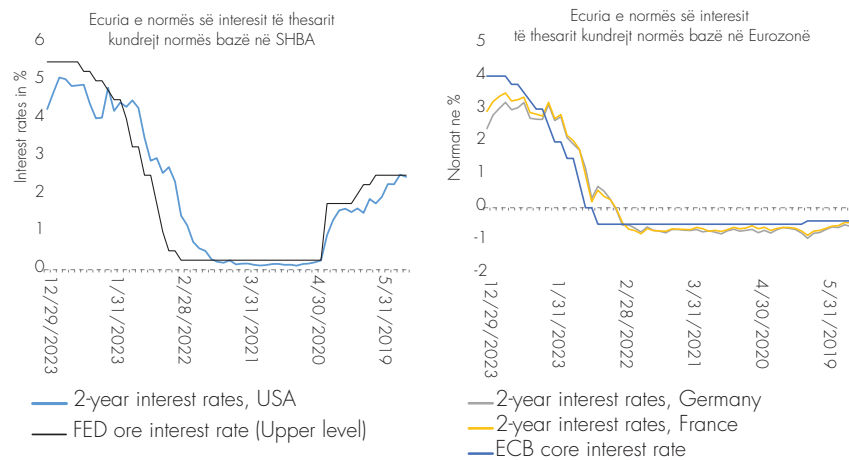 Ecuria e normës së interesit të thesarit
kundrejt normës bazë në SHBA
Interest rates in %
6
5
4
3
2
1
0
12/29/2023
1/31/2023
2/28/2022
3/31/2021
4/30/2020
5/31/2019
2-year interest rates, USA
FED ore interest rate (Upper level)
Ecuria e normës së interesit
të thesarit kundrejt normës bazë në Eurozonë
Normat ne %
5
4
3
2
1
0
-1
-2
12/29/2023
1/31/2023
2/28/2022
3/31/2021
4/30/2020
5/31/2019
2-year interest rates, Germany
2-year interest rates, France
ECB core interest rate